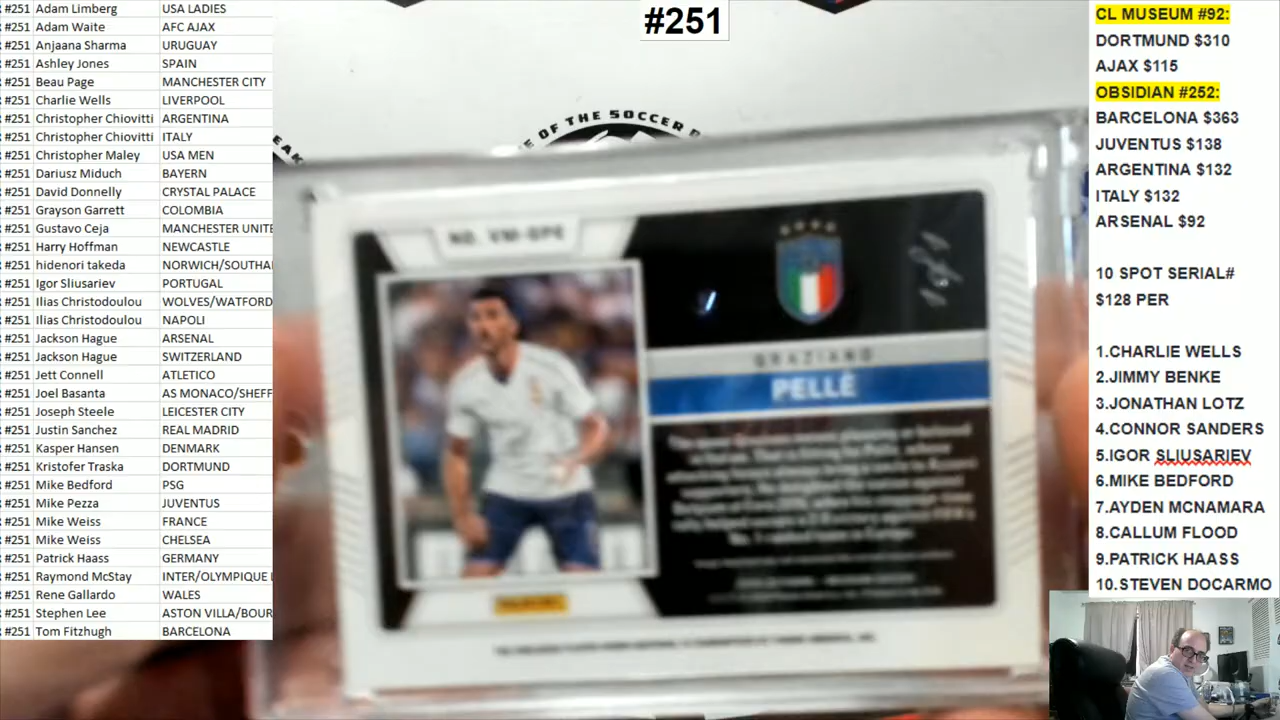 #251 Adam Limberg USA LADIES
#251 Adam Waite AFC AJAX
#251 Anjaana Sharma URUGUAY
#251 Ashley Jones SPAIN
#251 Beau Page MANCHESTER CITY
#251 Charlie Wells LIVERPOOL
#251 Christopher Chiovitti ARGENTINA
#251 Christopher Chiovitti ITALY
#251 Christopher Maley USA MEN
#251 Dariusz Miduch BAYERN
#251 David Donnelly CRYSTAL PALACE
#251 Grayson Garrett COLOMBIA
#251 Gustavo Ceja MANCHESTER UNITE
#251 Harry Hoffman NEWCASTLE
#251 hidenori takeda NORWICH/SOUTHA
#251 Igor Sliusariev PORTUGAL
#251 Ilias Christodoulou WOLVES/WATFORD
#251 Ilias Christodoulou NAPOLI
#251 Jackson Hague ARSENAL
#251 Jackson Hague SWITZERLAND
#251 Jett Connell ATLETICO
#251 Joel Basanta AS MONACO/SHEFF
#251 Joseph Steele LEICESTER CITY
#251 Justin Sanchez REAL MADRID
#251 Kasper Hansen DENMARK
#251 Kristofer Traska DORTMUND
#251 Mike Bedford PSG
#251 Mike Pezza JUVENTUS
#251 Mike Weiss FRANCE
#251 Mike Weiss CHELSEA
#251 Patrick Haass GERMANY
#251 Raymond McStay INTER/OLYMPIQUE
#251 Rene Gallardo WALES
#251 Stephen Lee ASTON VILLA/BOUR
#251 Tom Fitzhugh BARCELONA
#251
OF THE SOCCER
NO. VM-GPE
GRAZIANO
PELLÈ
PANINI
CL MUSEUM #92:
DORTMUND $310
AJAX $115
OBSIDIAN #252:
BARCELONA $363
JUVENTUS $138
ARGENTINA $132
ITALY $132
ARSENAL $92
10 SPOT SERIAL#
$128 PER
1.CHARLIE WELLS
2.JIMMY BENKE
3.JONATHAN LOTZ
4.CONNOR SANDERS
5.IGOR SLIUSARIEV
6.MIKE BEDFORD
7.AYDEN MCNAMARA
8.CALLUM FLOOD
9.PATRICK HAASS
10.STEVEN DOCARMO